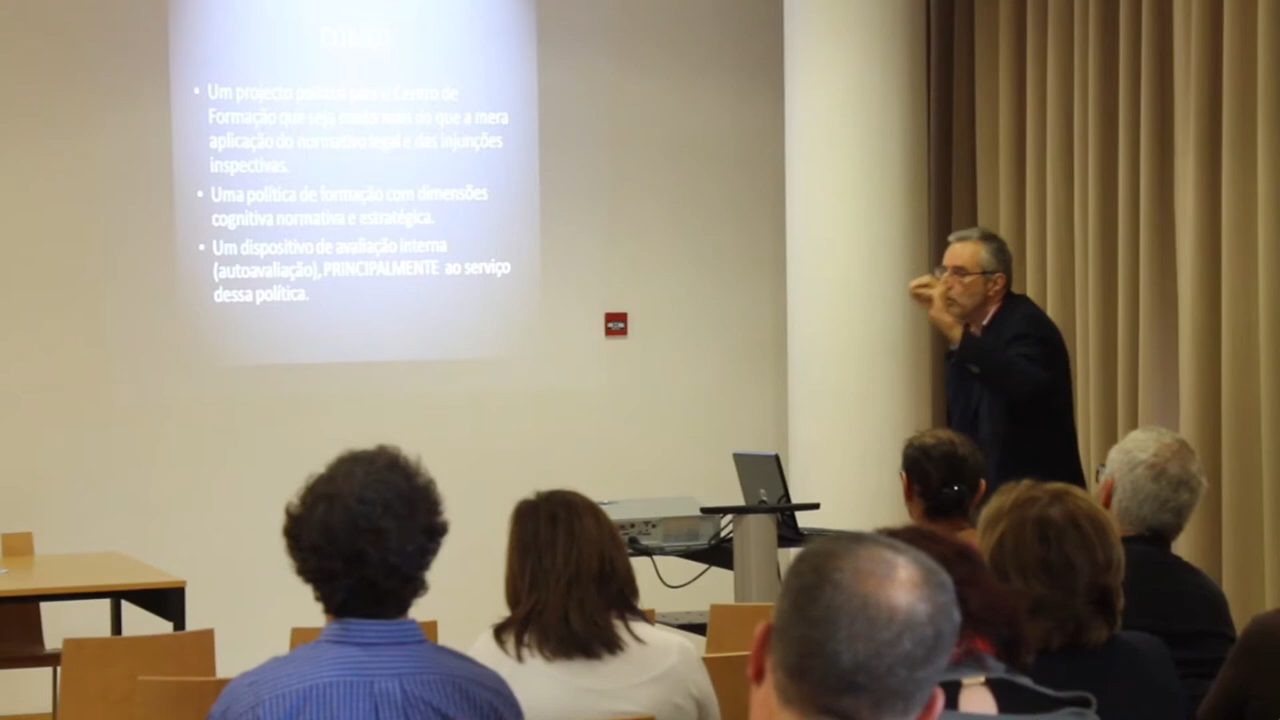 • Um projecto para o Centro de
Formação que seja mais do que a mera
aplicação do normativo legal e das injunções
inspectivas.
• Uma política de formação com dimensões
cognitiva normativa e estratégica.
• Um dispositivo de avaliação interna
(autoavaliação), PRINCIPALMENTE ao serviço
dessa política.